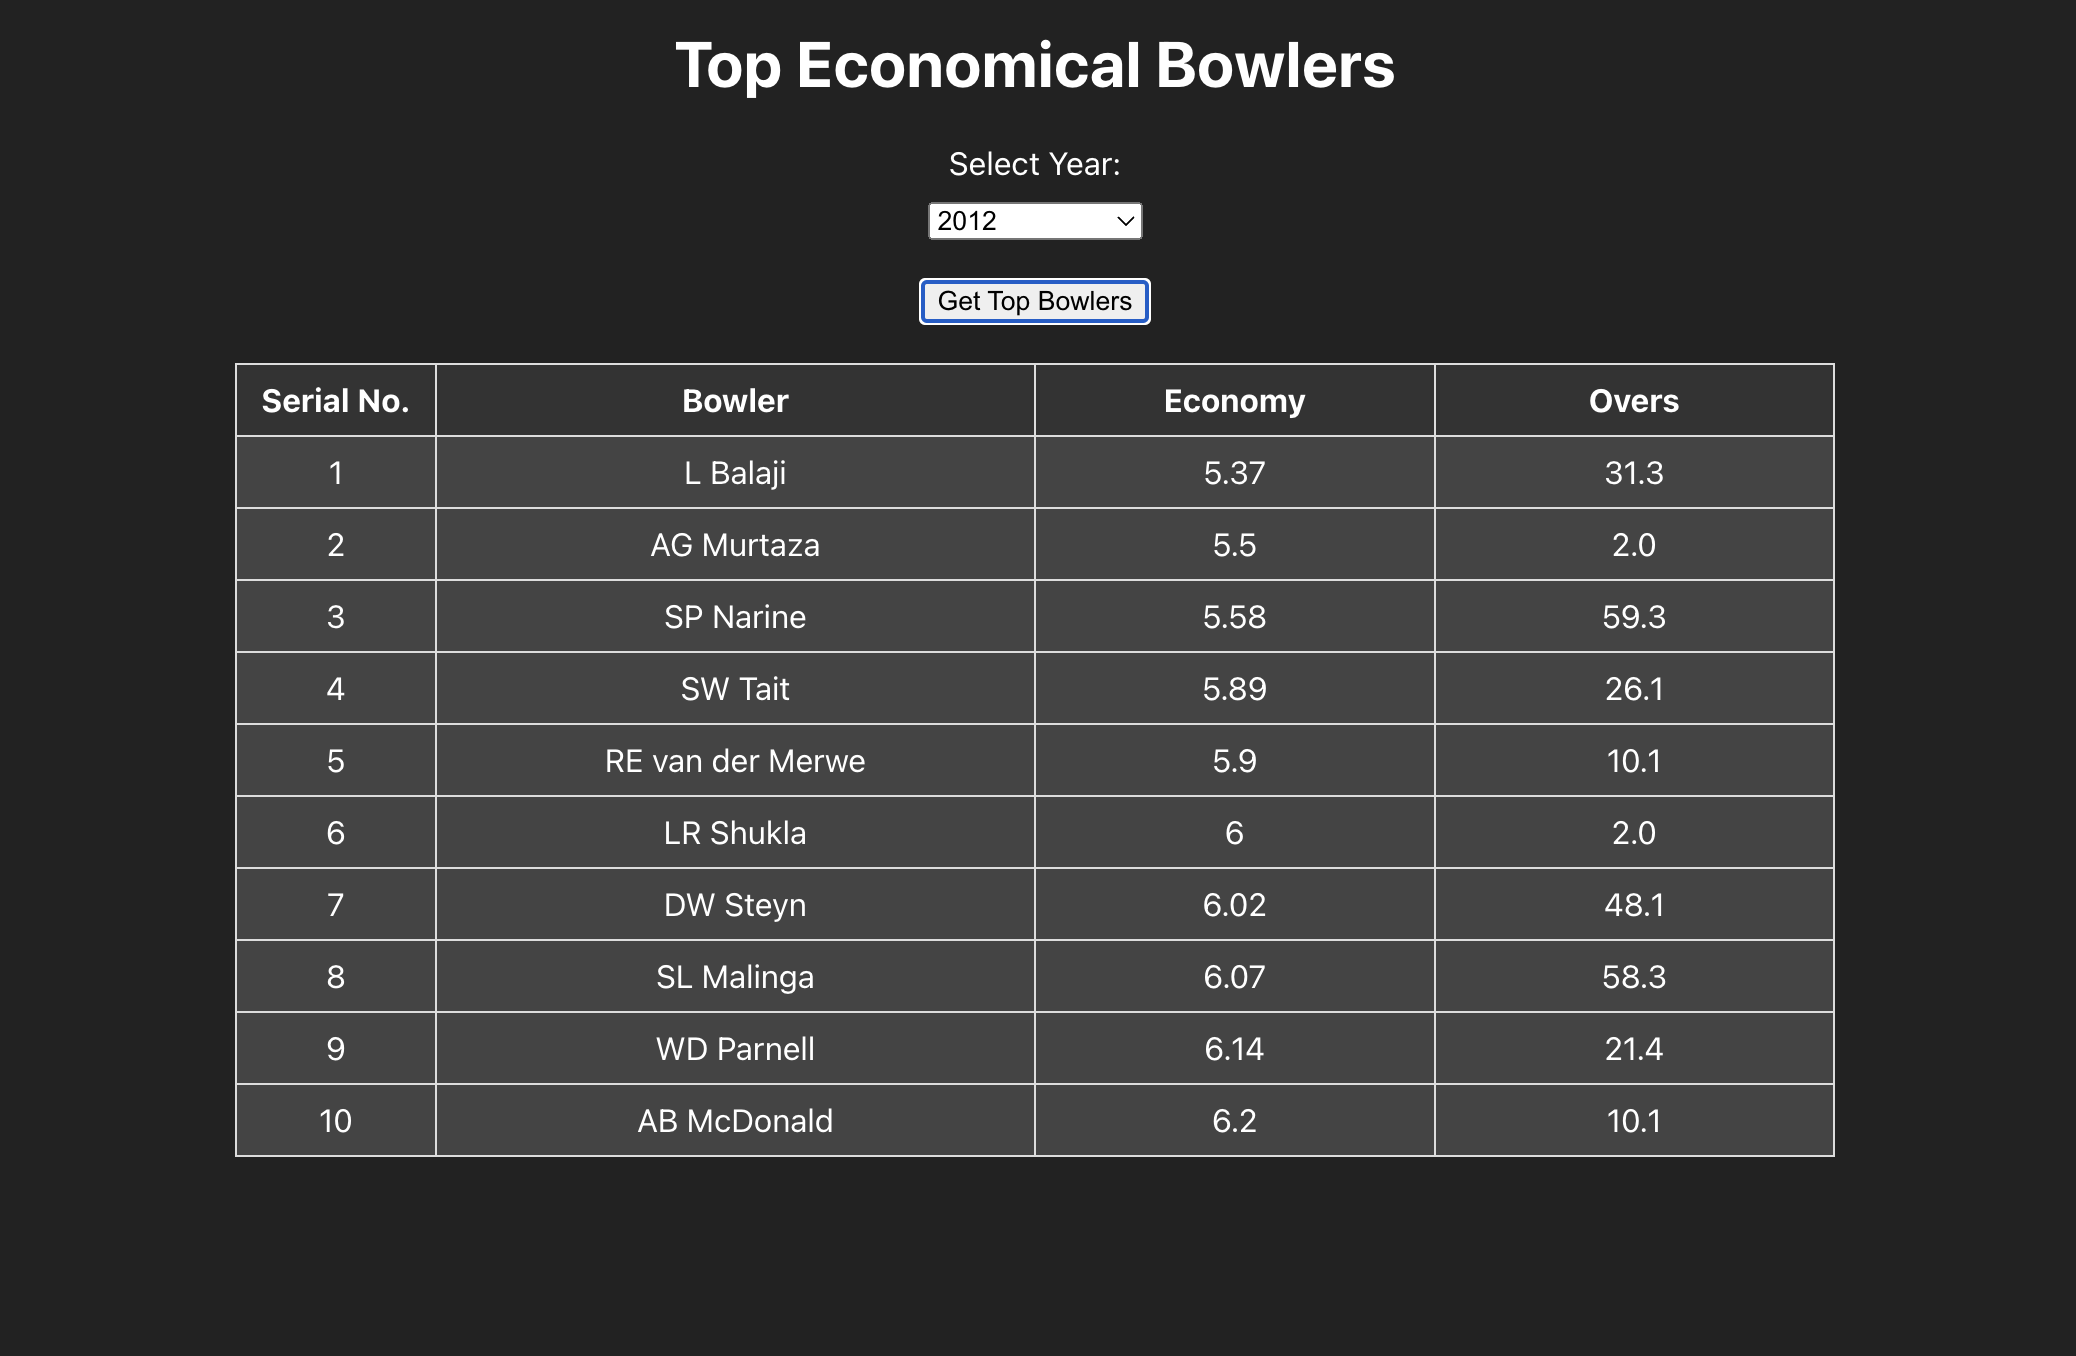 Top Economical Bowlers
Select Year:
2012
Get Top Bowlers
Serial No. Bowler Economy Overs
1 L Balaji 5.37 31.3
2 AG Murtaza 5.5 2.0
3 SP Narine 5.58 59.3
4 SW Tait 5.89 26.1
5 RE van der Merwe 5.9 10.1
6 LR Shukla 6 2.0
7 DW Steyn 6.02 48.1
8 SL Malinga 6.07 58.3
9 WD Parnell 6.14 21.4
10 AB McDonald 6.2 10.1